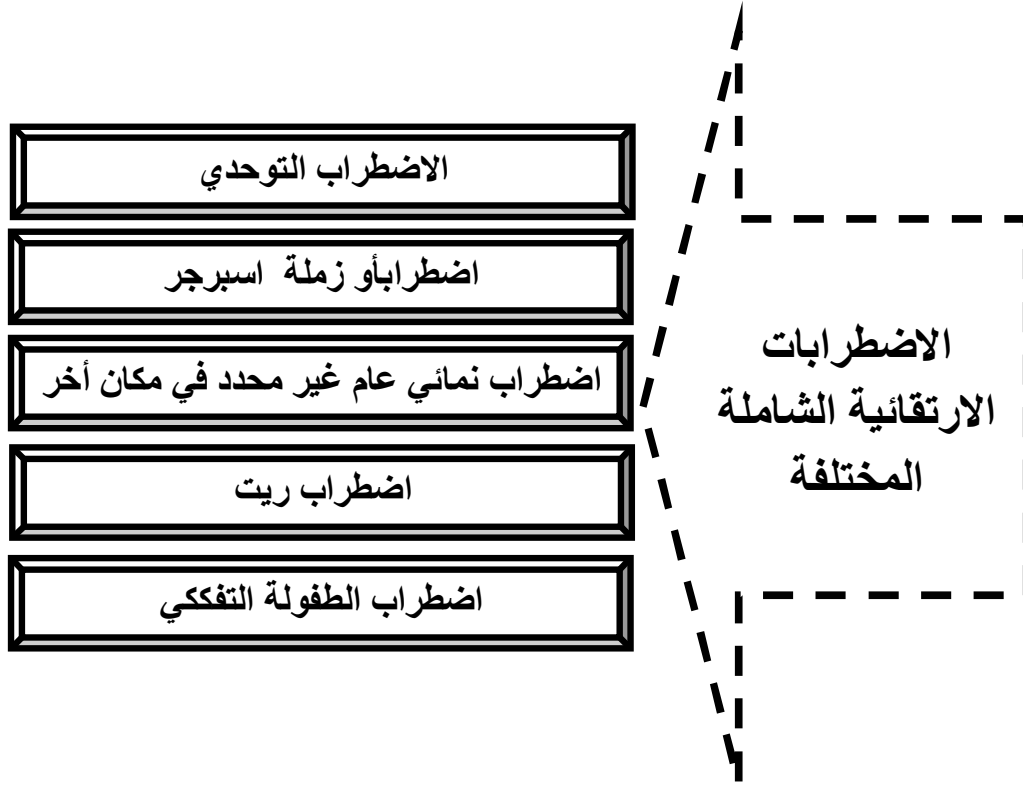 الاضطراب التوحدي
اضطرابأو زملة اسبرجر
اضطراب نمائي عام غير محدد في مكان أخر
اضطراب ريت
اضطراب الطفولة التفككي
الاضطرابات
الارتقائية الشاملة
المختلفة